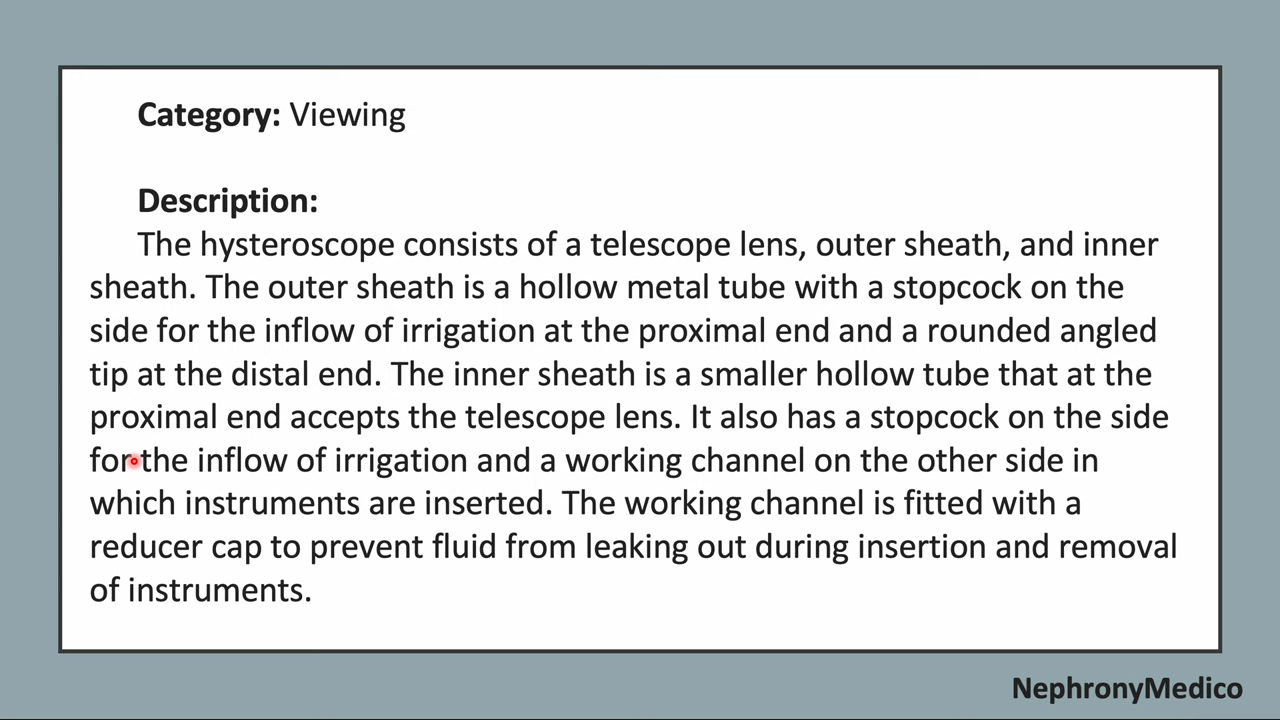 Category: Viewing
Description:
The hysteroscope consists of a telescope lens, outer sheath, and inner
sheath. The outer sheath is a hollow metal tube with a stopcock on the
side for the inflow of irrigation at the proximal end and a rounded angled
tip at the distal end. The inner sheath is a smaller hollow tube that at the
proximal end accepts the telescope lens. It also has a stopcock on the side
for the inflow of irrigation and a working channel on the other side in
which instruments are inserted. The working channel is fitted with a
reducer cap to prevent fluid from leaking out during insertion and removal
of instruments.
NephronyMedico